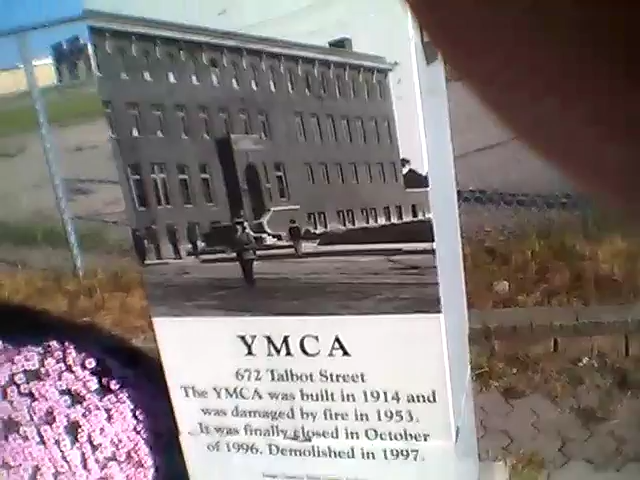 YMCA
672 Talbot Street
The YMCA was built in 1914 and
was damaged by fire in 1953.
It was finally closed in October
of 1996. Demolished in 1997.